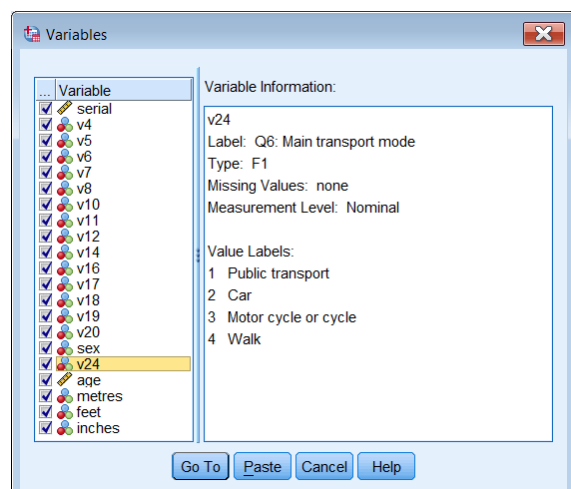 Variables
... Variable
serial
v4
v5
v6
v7
v8
v10
v11
v12
v14
v16
v17
v18
v19
v20
sex
v24
age
metres
feet
inches
Variable Information:
v24
Label: Q6: Main transport mode
Type: F1
Missing Values: none
Measurement Level: Nominal
Value Labels:
1 Public transport
2 Car
3 Motor cycle or cycle
4 Walk
Go To Paste Cancel Help